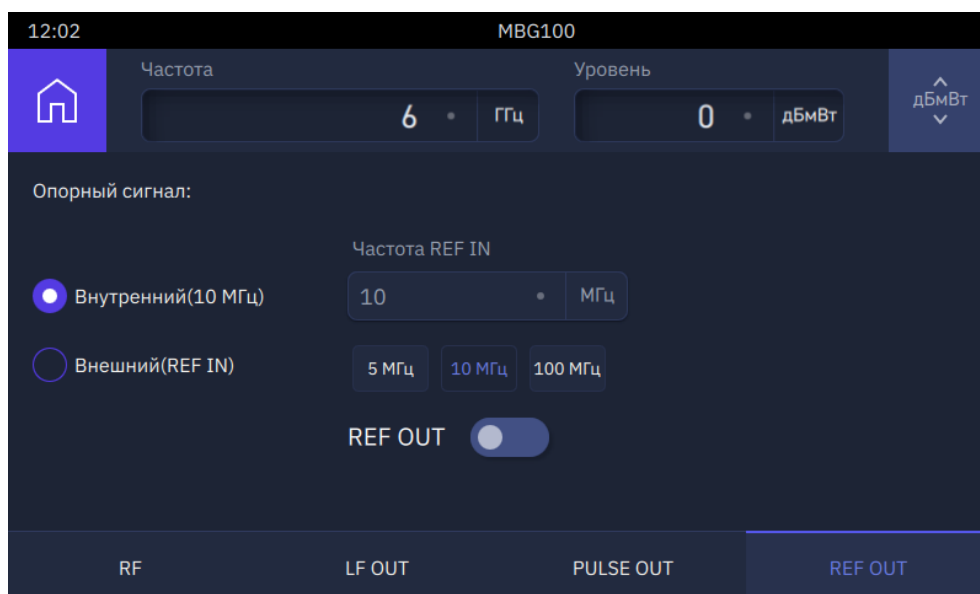 12:02 MBG100
Частота Уровень
6 ГГц 0 дБмВт дБмВт
Опорный сигнал:
Частота REF IN
Внутренний(10 МГц) 10 МГц
Внешний(REF IN) 5 МГц 10 МГц 100 МГц
REF OUT
RF LF OUT PULSE OUT REF OUT